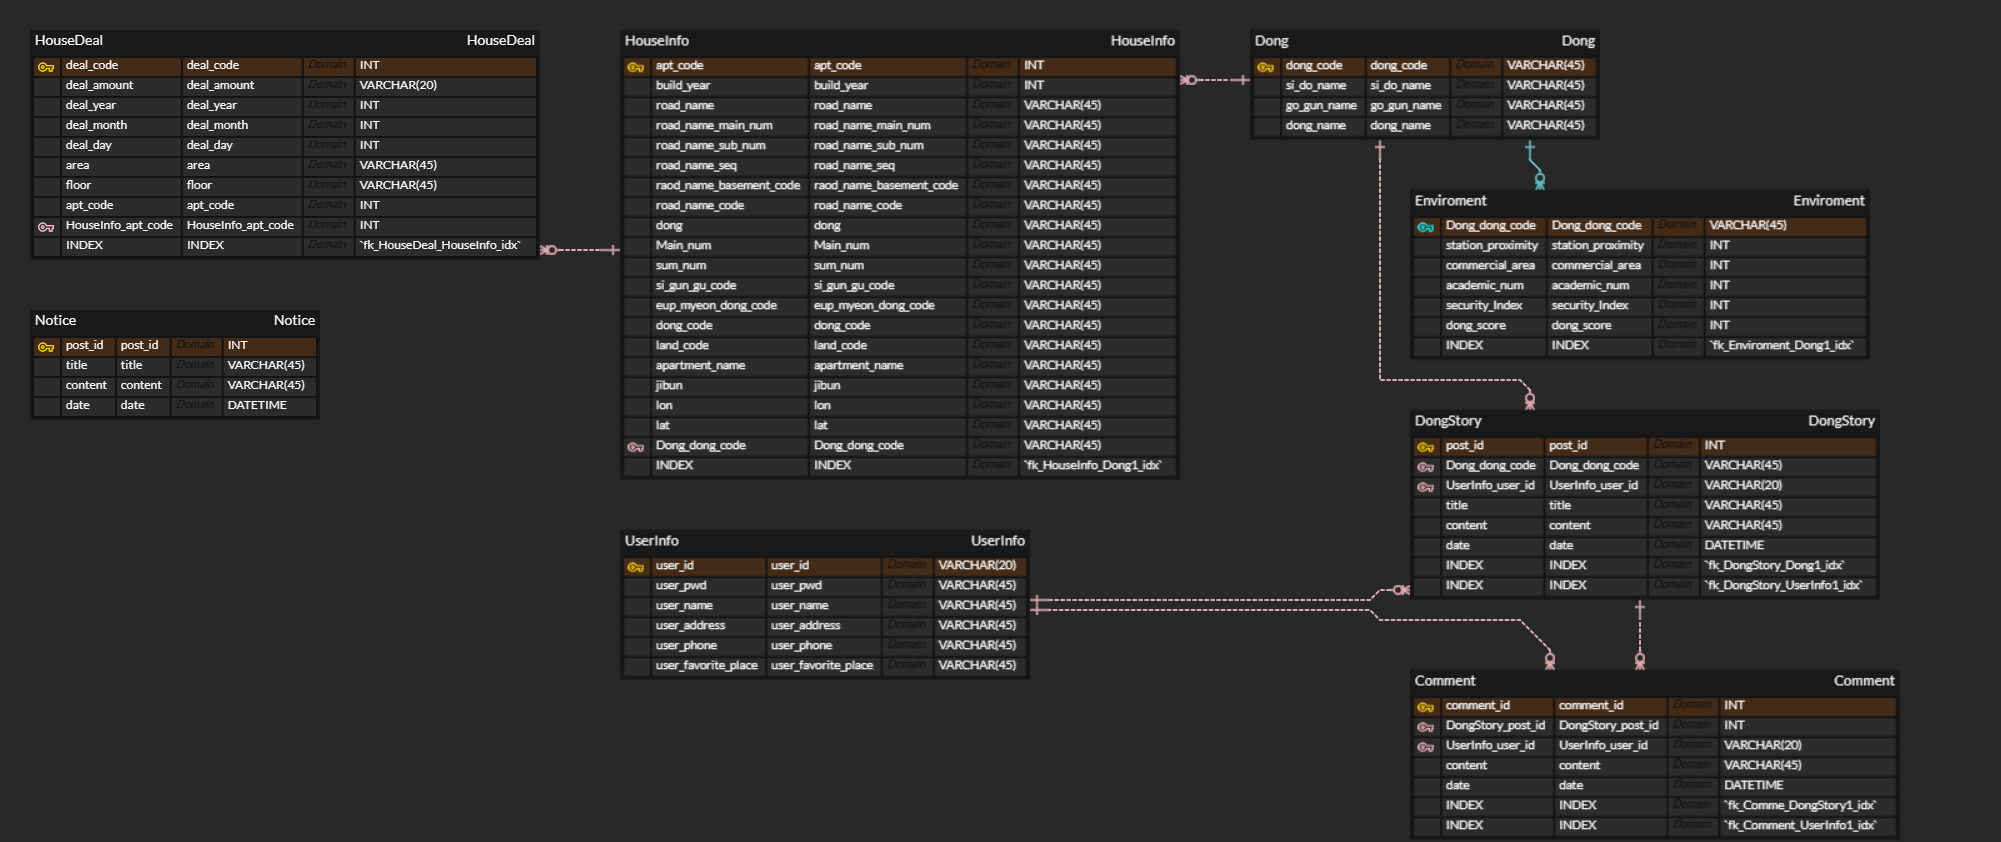 HouseDeal HouseDeal
deal_code deal_code Domain INT
deal_amount deal_amount Domain VARCHAR(20)
deal_year deal_year Domain INT
deal_month deal_month Domain INT
deal_day deal_day Domain INT
area area Domain VARCHAR(45)
floor floor Domain VARCHAR(45)
apt_code apt_code Domain INT
HouseInfo_apt_code HouseInfo_apt_code Domain INT
INDEX INDEX Domain `fk_HouseDeal_HouseInfo_idx`
Notice Notice
post_id post_id Domain INT
title title Domain VARCHAR(45)
content content Domain VARCHAR(45)
date date Domain DATETIME
HouseInfo HouseInfo
apt_code apt_code Domain INT
build_year build_year Domain INT
road_name road_name Domain VARCHAR(45)
road_name_main_num road_name_main_num Domain VARCHAR(45)
road_name_sub_num road_name_sub_num Domain VARCHAR(45)
road_name_seq road_name_seq Domain VARCHAR(45)
raod_name_basement_code raod_name_basement_code Domain VARCHAR(45)
road_name_code road_name_code Domain VARCHAR(45)
dong dong Domain VARCHAR(45)
Main_num Main_num Domain VARCHAR(45)
sum_num sum_num Domain VARCHAR(45)
si_gun_gu_code si_gun_gu_code Domain VARCHAR(45)
eup_myeon_dong_code eup_myeon_dong_code Domain VARCHAR(45)
dong_code dong_code Domain VARCHAR(45)
land_code land_code Domain VARCHAR(45)
apartment_name apartment_name Domain VARCHAR(45)
jibun jibun Domain VARCHAR(45)
lon lon Domain VARCHAR(45)
lat lat Domain VARCHAR(45)
Dong_dong_code Dong_dong_code Domain VARCHAR(45)
INDEX INDEX Domain `fk_HouseInfo_Dong1_idx`
UserInfo UserInfo
user_id user_id Domain VARCHAR(20)
user_pwd user_pwd Domain VARCHAR(45)
user_name user_name Domain VARCHAR(45)
user_address user_address Domain VARCHAR(45)
user_phone user_phone Domain VARCHAR(45)
user_favorite_place user_favorite_place Domain VARCHAR(45)
Dong Dong
dong_code dong_code Domain VARCHAR(45)
si_do_name si_do_name Domain VARCHAR(45)
go_gun_name go_gun_name Domain VARCHAR(45)
dong_name dong_name Domain VARCHAR(45)
Enviroment Enviroment
Dong_dong_code Dong_dong_code Domain VARCHAR(45)
station_proximity station_proximity Domain INT
commercial_area commercial_area Domain INT
academic_num academic_num Domain INT
security_Index security_Index Domain INT
dong_score dong_score Domain INT
INDEX INDEX Domain `fk_Enviroment_Dong1_idx`
DongStory DongStory
post_id post_id Domain INT
Dong_dong_code Dong_dong_code Domain VARCHAR(45)
UserInfo_user_id UserInfo_user_id Domain VARCHAR(20)
title title Domain VARCHAR(45)
content content Domain VARCHAR(45)
date date Domain DATETIME
INDEX INDEX Domain `fk_DongStory_Dong1_idx`
INDEX INDEX Domain `fk_DongStory_UserInfo1_idx`
Comment Comment
comment_id comment_id Domain INT
DongStory_post_id DongStory_post_id Domain INT
UserInfo_user_id UserInfo_user_id Domain VARCHAR(20)
content content Domain VARCHAR(45)
date date Domain DATETIME
INDEX INDEX Domain `fk_Comme_DongStory1_idx`
INDEX INDEX Domain `fk_Comment_UserInfo1_idx`